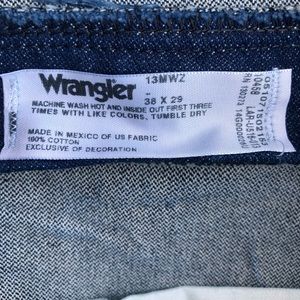 Wrangler
13MWZ
38 X 29
MACHINE WASH HOT AND INSIDE OUT FIRST THREE
TIMES WITH LIKE COLORS, TUMBLE DRY
MADE IN MEXICO OF US FABRIC
100% COTTON
EXCLUSIVE OF DECORATION